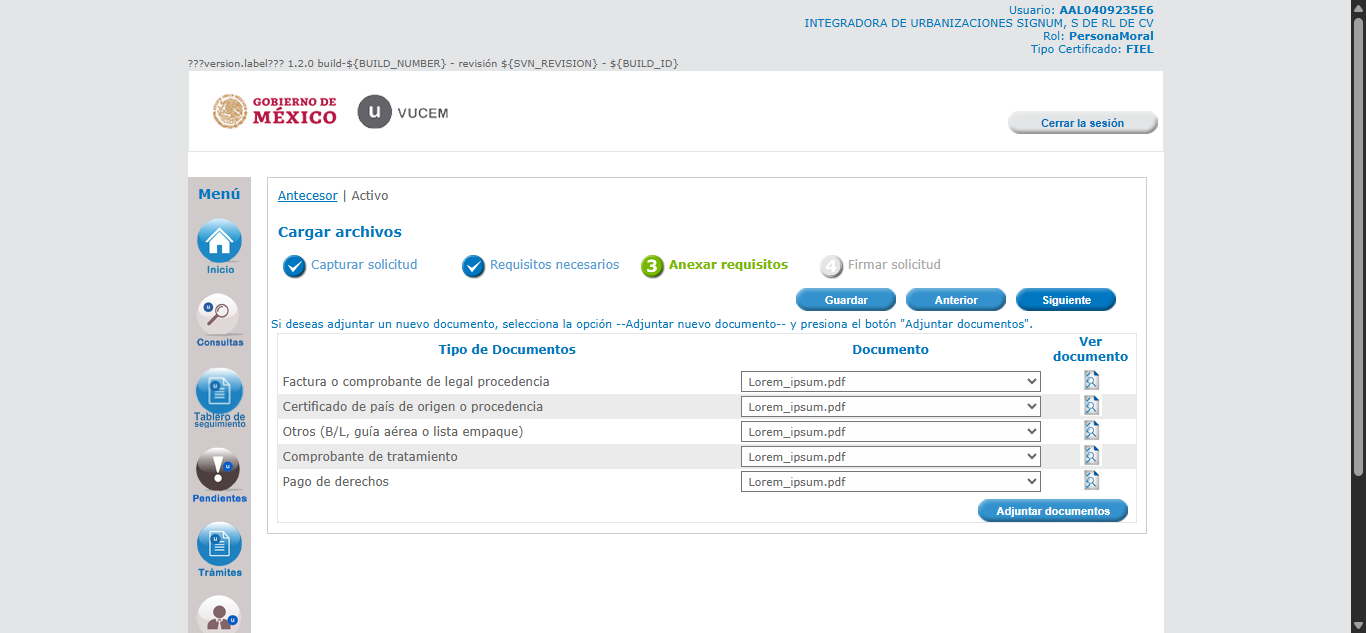 Usuario: AAL0409235E6
INTEGRADORA DE URBANIZACIONES SIGNUM, S DE RL DE CV
Rol: PersonaMoral
Tipo Certificado: FIEL
???version.label??? 1.2.0 build-${BUILD_NUMBER} - revisión ${SVN_REVISION} - ${BUILD_ID}
GOBIERNO DE
MÉXICO
u VUCEM
Cerrar la sesión
Menú
Inicio
Consultas
Tablero de
seguimiento
Pendientes
Trámites
Antecesor | Activo
Cargar archivos
Capturar solicitud
Requisitos necesarios
3 Anexar requisitos
4 Firmar solicitud
Guardar
Anterior
Siguiente
Si deseas adjuntar un nuevo documento, selecciona la opción --Adjuntar nuevo documento-- y presiona el botón "Adjuntar documentos".
Tipo de Documentos
Documento
Ver
documento
Factura o comprobante de legal procedencia
Lorem_ipsum.pdf
Certificado de país de origen o procedencia
Lorem_ipsum.pdf
Otros (B/L, guía aérea o lista empaque)
Lorem_ipsum.pdf
Comprobante de tratamiento
Lorem_ipsum.pdf
Pago de derechos
Lorem_ipsum.pdf
Adjuntar documentos